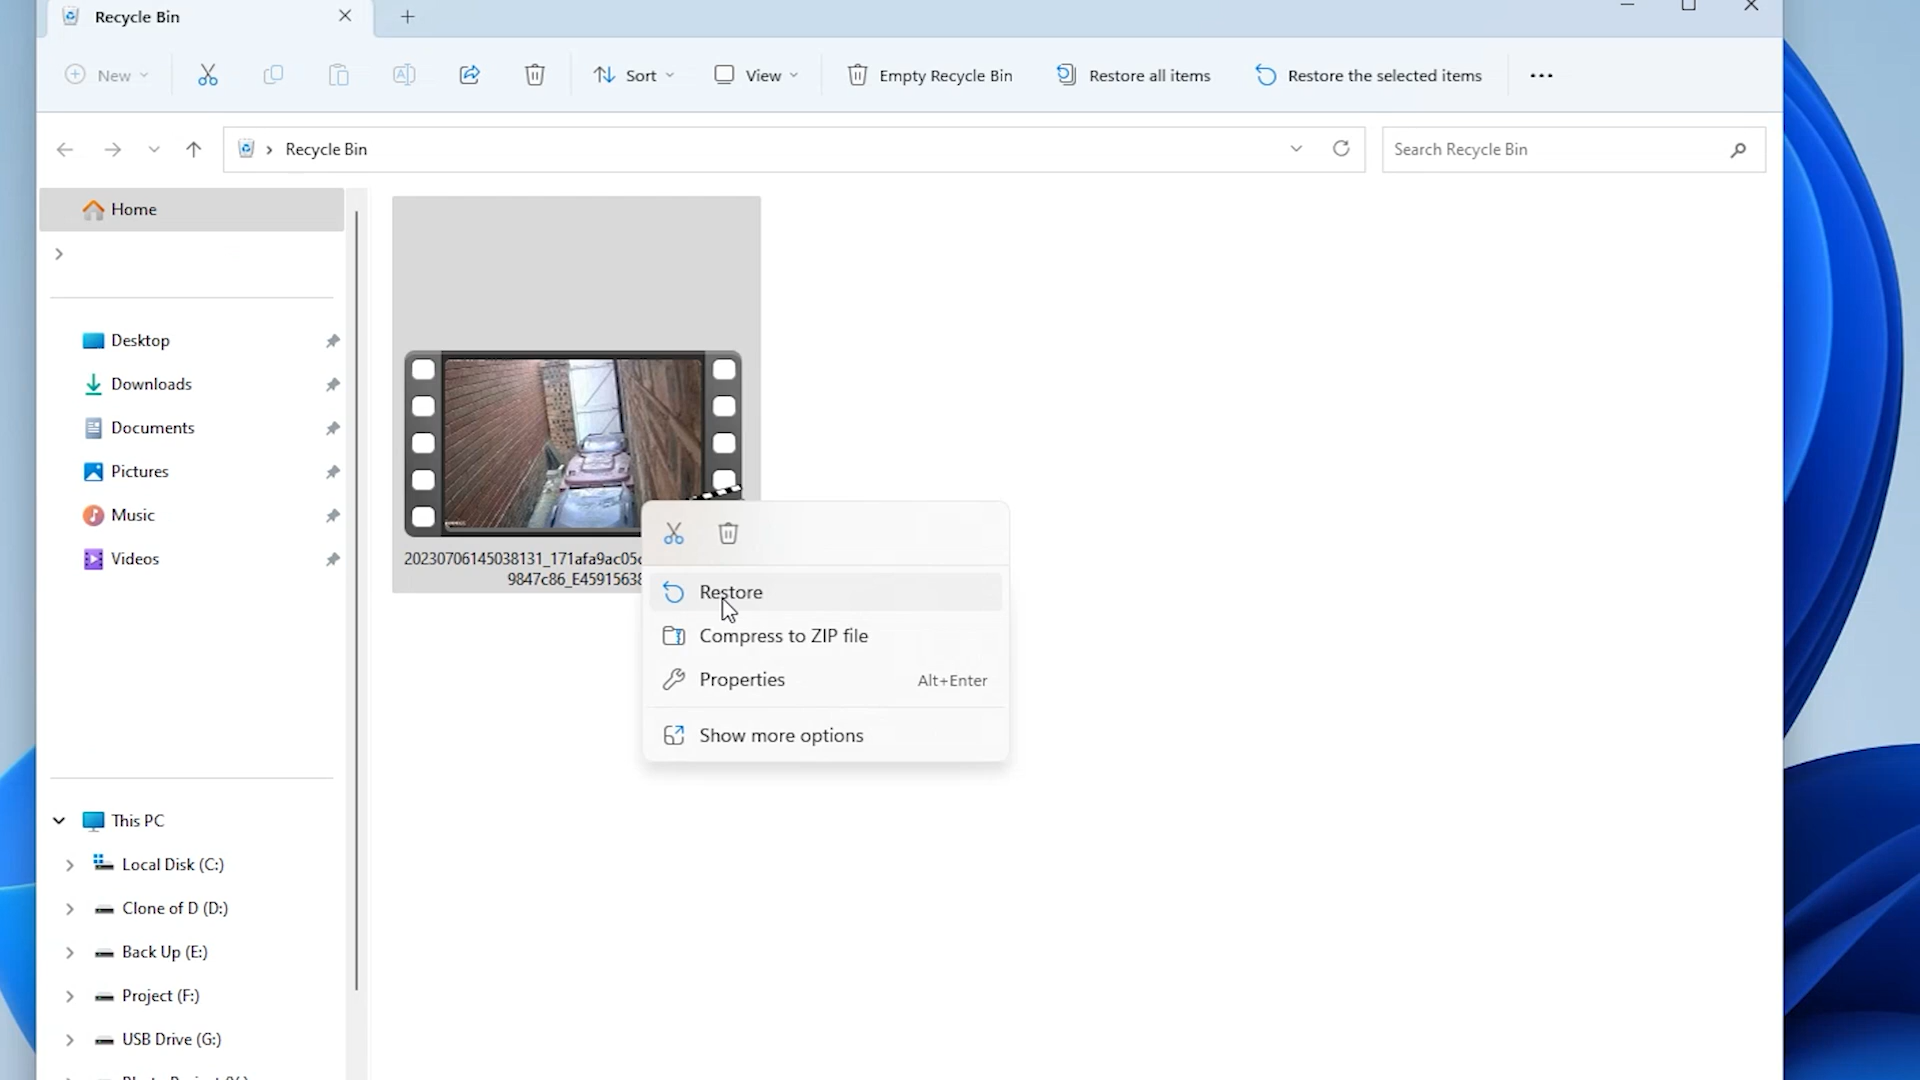 Recycle Bin
New
Sort
View
Empty Recycle Bin
Restore all items
Restore the selected items
Recycle Bin
Search Recycle Bin
Home
Desktop
Downloads
Documents
Pictures
Music
Videos
20230706145038131_171afa9ac05
9847c86_E4591563
Restore
Compress to ZIP file
Properties Alt+Enter
Show more options
This PC
Local Disk (C:)
Clone of D (D:)
Back Up (E:)
Project (F:)
USB Drive (G:)